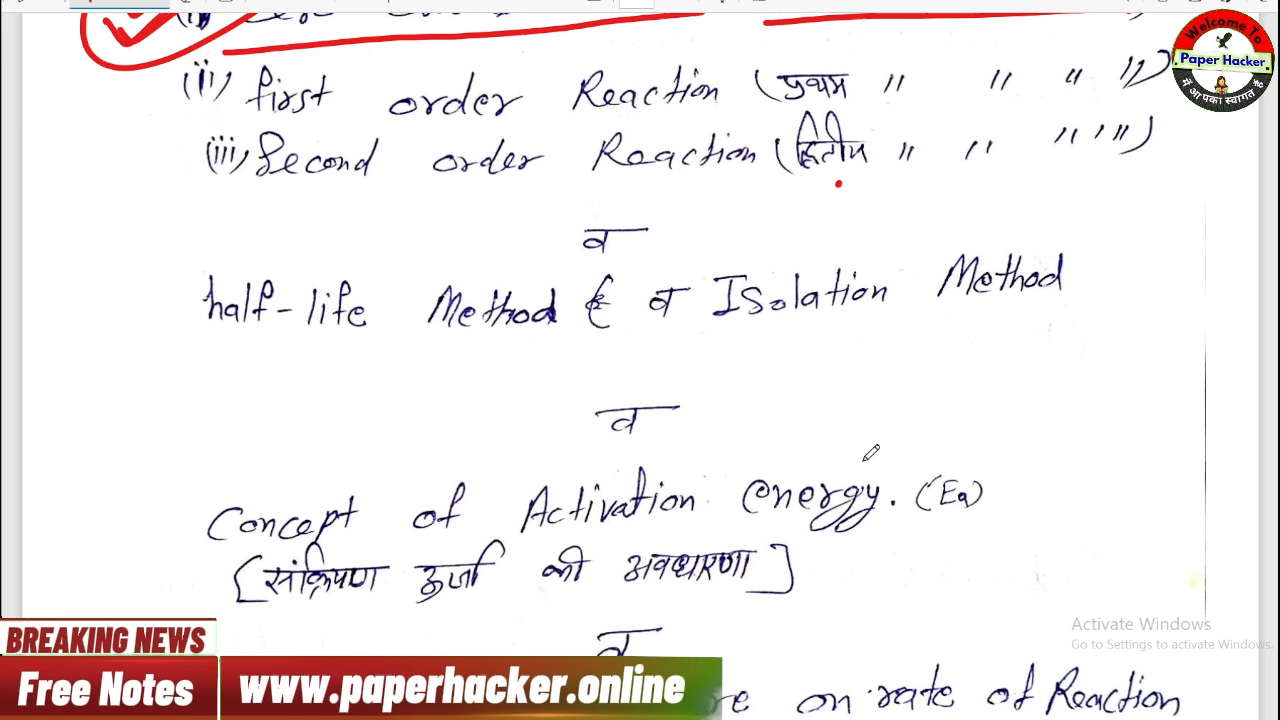 Welcome To
Paper Hacker
में आपका स्वागत है
(ii) first order Reaction (प्रथम " " " ")
(iii) Second order Reaction (द्वितीय " " " " ")
व
half-life Method व Isolation Method
व
Concept of Activation energy. (Ea)
[संक्रियण ऊर्जा की अवधारणा]
व
on rate of Reaction
Activate Windows
Go to Settings to activate Windows.
BREAKING NEWS
Free Notes
www.paperhacker.online